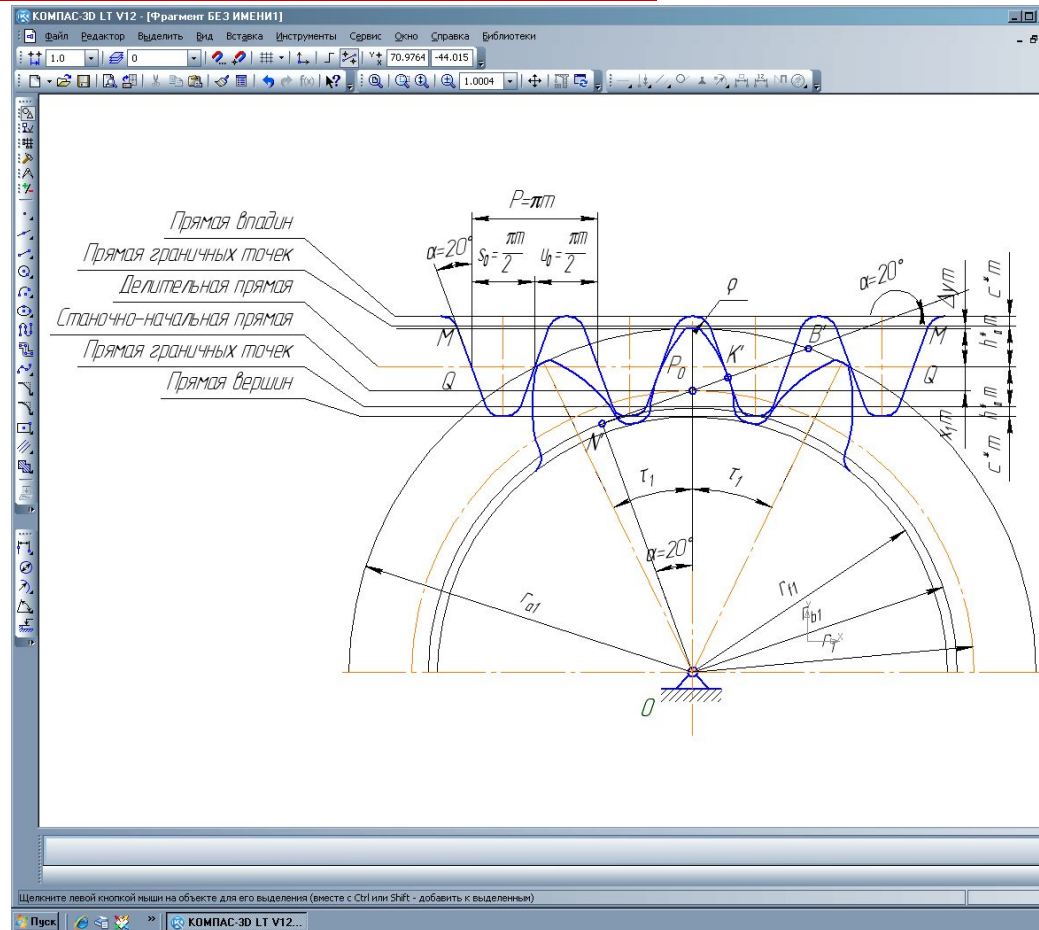 КОМПАС-3D LT V12 - [Фрагмент БЕЗ ИМЕНИ1]
Файл Редактор Выделить Вид Вставка Инструменты Сервис Окно Справка Библиотеки
1.0 0 70.9764 -44.015
1.0004
P=πm
Прямая впадин
Прямая граничных точек
Делительная прямая
Станочно-начальная прямая
Прямая граничных точек
Прямая вершин
α=20°
S₀=πm/2
U₀=πm/2
ρ
α=20°
Δym
c*m
M
B'
M
K'
P₀
Q
Q
x₁m
c*m
N'
τ₁
τ₁
α=20°
rₐ₁
r_f1
r_b1
r₁
Y
X
O
Щелкните левой кнопкой мыши на объекте для его выделения (вместе с Ctrl или Shift - добавить к выделенным)
Пуск » КОМПАС-3D LT V12...